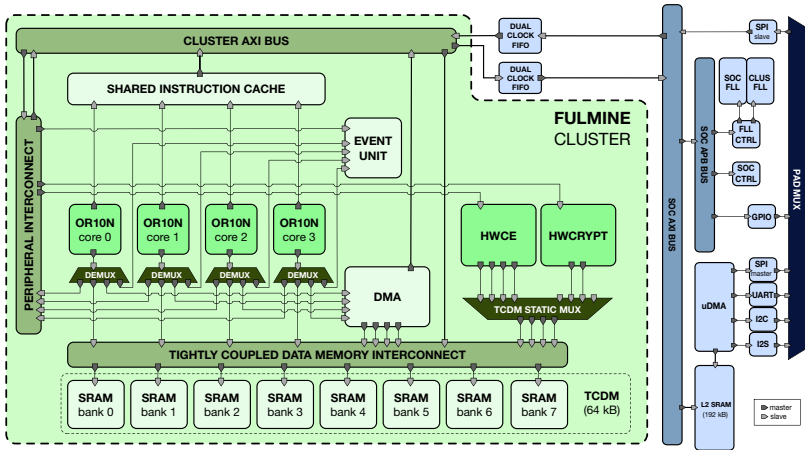 CLUSTER AXI BUS
DUAL
CLOCK
FIFO
SPI
slave
DUAL
CLOCK
FIFO
SHARED INSTRUCTION CACHE
SOC
FLL
CLUS
FLL
FULMINE
CLUSTER
EVENT
UNIT
FLL
CTRL
SOC
CTRL
PERIPHERAL INTERCONNECT
SOC AXI BUS
SOC APB BUS
PAD MUX
OR10N
core 0
OR10N
core 1
OR10N
core 2
OR10N
core 3
HWCE
HWCRYPT
GPIO
DEMUX
DEMUX
DEMUX
DEMUX
DMA
TCDM STATIC MUX
uDMA
SPI
master
UART
I2C
I2S
TIGHTLY COUPLED DATA MEMORY INTERCONNECT
SRAM
bank 0
SRAM
bank 1
SRAM
bank 2
SRAM
bank 3
SRAM
bank 4
SRAM
bank 5
SRAM
bank 6
SRAM
bank 7
TCDM
(64 kB)
L2 SRAM
(192 kB)
master
slave